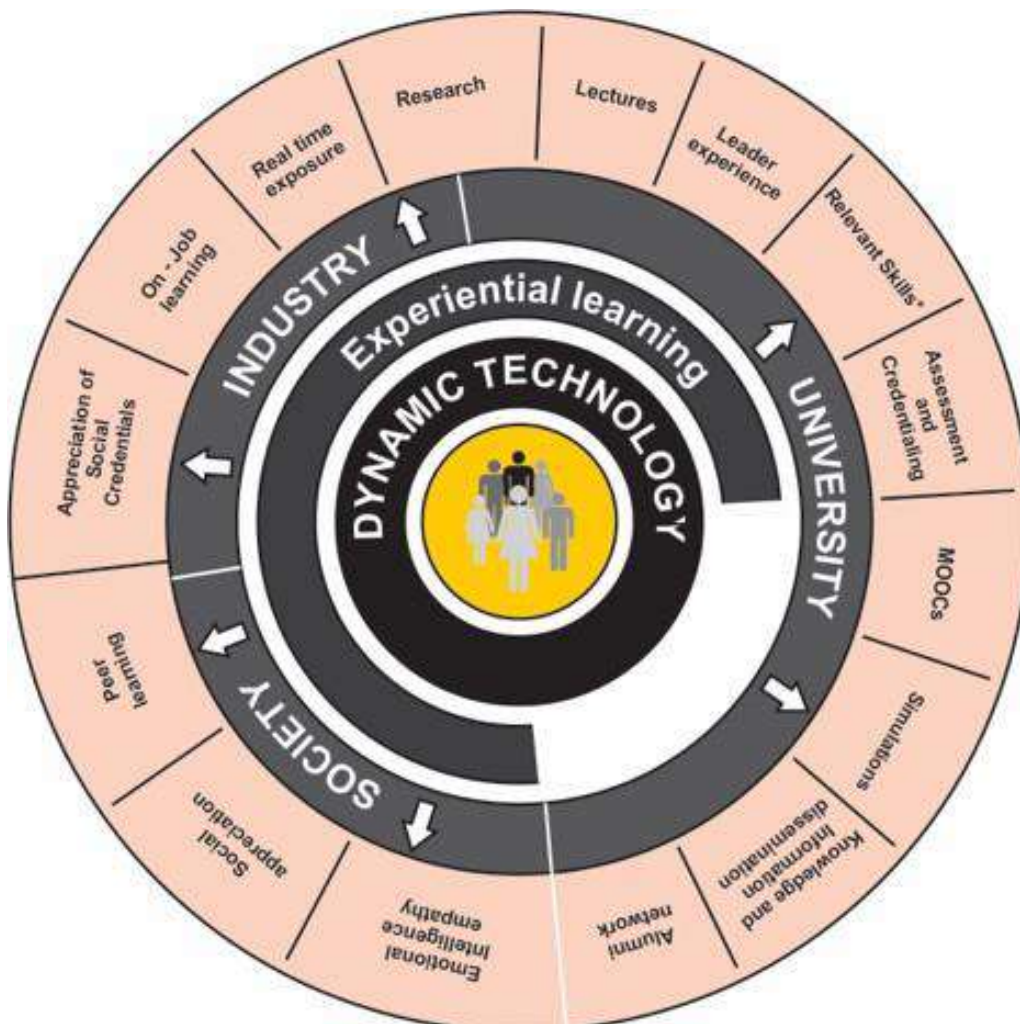 Research
Lectures
Leader
experience
Relevant Skills*
Assessment
and
Credentialing
MOOCs
Simulations
Knowledge and
Information
dissemination
Alumni
network
Emotional
Intelligence
empathy
Social
appreciation
Peer
learning
Appreciation of
Social
Credentials
On - Job
learning
Real time
exposure
INDUSTRY
UNIVERSITY
SOCIETY
Experiential learning
DYNAMIC TECHNOLOGY